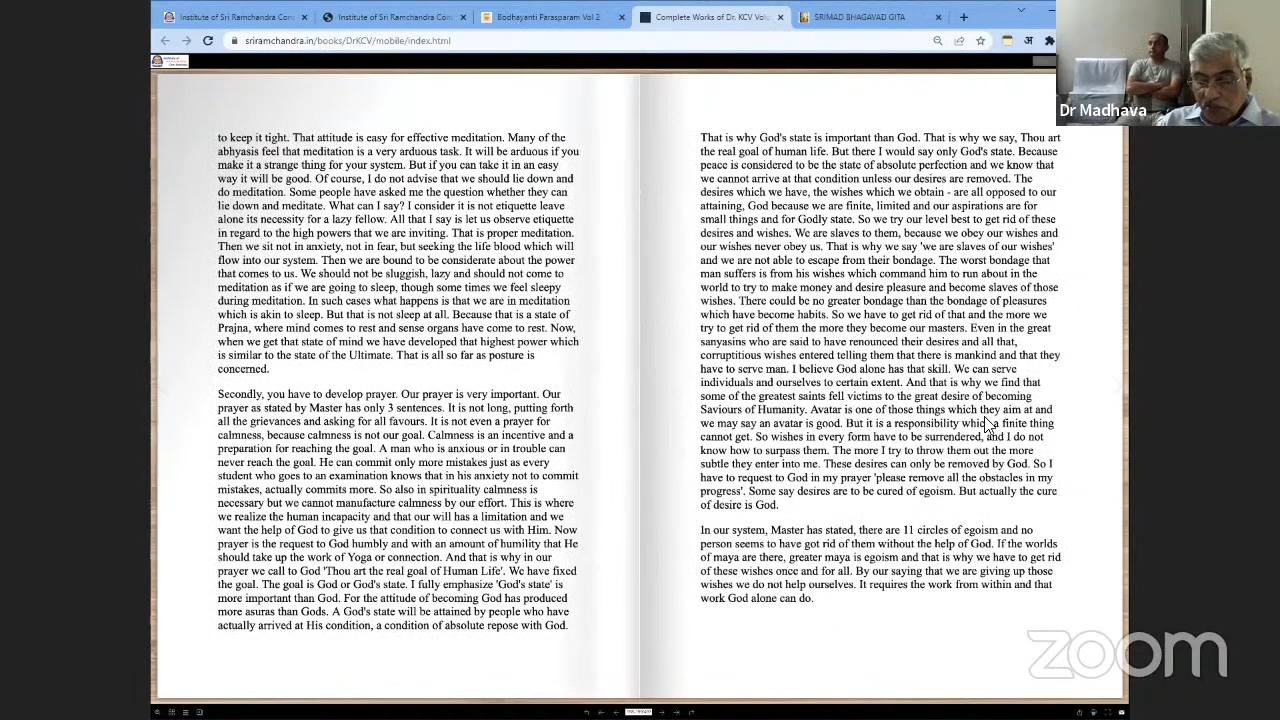 Institute of Sri Ramchandra Con
Institute of Sri Ramchandra Con
Bodhayanti Parasparam Vol 2
Complete Works of Dr. KCV Volu
SRIMAD BHAGAVAD GITA
sriramchandra.in/books/DrKCV/mobile/index.html
Dr Madhava
to keep it tight. That attitude is easy for effective meditation. Many of the
abhyasis feel that meditation is a very arduous task. It will be arduous if you
make it a strange thing for your system. But if you can take it in an easy
way it will be good. Of course, I do not advise that we should lie down and
do meditation. Some people have asked me the question whether they can
lie down and meditate. What can I say? I consider it is not etiquette leave
alone its necessity for a lazy fellow. All that I say is let us observe etiquette
in regard to the high powers that we are inviting. That is proper meditation.
Then we sit not in anxiety, not in fear, but seeking the life blood which will
flow into our system. Then we are bound to be considerate about the power
that comes to us. We should not be sluggish, lazy and should not come to
meditation as if we are going to sleep, though some times we feel sleepy
during meditation. In such cases what happens is that we are in meditation
which is akin to sleep. But that is not sleep at all. Because that is a state of
Prajna, where mind comes to rest and sense organs have come to rest. Now,
when we get that state of mind we have developed that highest power which
is similar to the state of the Ultimate. That is all so far as posture is
concerned.
Secondly, you have to develop prayer. Our prayer is very important. Our
prayer as stated by Master has only 3 sentences. It is not long, putting forth
all the grievances and asking for all favours. It is not even a prayer for
calmness, because calmness is not our goal. Calmness is an incentive and a
preparation for reaching the goal. A man who is anxious or in trouble can
never reach the goal. He can commit only more mistakes just as every
student who goes to an examination knows that in his anxiety not to commit
mistakes, actually commits more. So also in spirituality calmness is
necessary but we cannot manufacture calmness by our effort. This is where
we realize the human incapacity and that our will has a limitation and we
want the help of God to give us that condition to connect us with Him. Now
prayer is the request to God humbly and with an amount of humility that He
should take up the work of Yoga or connection. And that is why in our
prayer we call to God 'Thou art the real goal of Human Life'. We have fixed
the goal. The goal is God or God's state. I fully emphasize 'God's state' is
more important than God. For the attitude of becoming God has produced
more asuras than Gods. A God's state will be attained by people who have
actually arrived at His condition, a condition of absolute repose with God.
That is why God's state is important than God. That is why we say, Thou art
the real goal of human life. But there I would say only God's state. Because
peace is considered to be the state of absolute perfection and we know that
we cannot arrive at that condition unless our desires are removed. The
desires which we have, the wishes which we obtain - are all opposed to our
attaining, God because we are finite, limited and our aspirations are for
small things and for Godly state. So we try our level best to get rid of these
desires and wishes. We are slaves to them, because we obey our wishes and
our wishes never obey us. That is why we say 'we are slaves of our wishes'
and we are not able to escape from their bondage. The worst bondage that
man suffers is from his wishes which command him to run about in the
world to try to make money and desire pleasure and become slaves of those
wishes. There could be no greater bondage than the bondage of pleasures
which have become habits. So we have to get rid of that and the more we
try to get rid of them the more they become our masters. Even in the great
sanyasins who are said to have renounced their desires and all that,
corruptitious wishes entered telling them that there is mankind and that they
have to serve man. I believe God alone has that skill. We can serve
individuals and ourselves to certain extent. And that is why we find that
some of the greatest saints fell victims to the great desire of becoming
Saviours of Humanity. Avatar is one of those things which they aim at and
we may say an avatar is good. But it is a responsibility which a finite thing
cannot get. So wishes in every form have to be surrendered, and I do not
know how to surpass them. The more I try to throw them out the more
subtle they enter into me. These desires can only be removed by God. So I
have to request to God in my prayer 'please remove all the obstacles in my
progress'. Some say desires are to be cured of egoism. But actually the cure
of desire is God.
In our system, Master has stated, there are 11 circles of egoism and no
person seems to have got rid of them without the help of God. If the worlds
of maya are there, greater maya is egoism and that is why we have to get rid
of these wishes once and for all. By our saying that we are giving up those
wishes we do not help ourselves. It requires the work from within and that
work God alone can do.
zoom